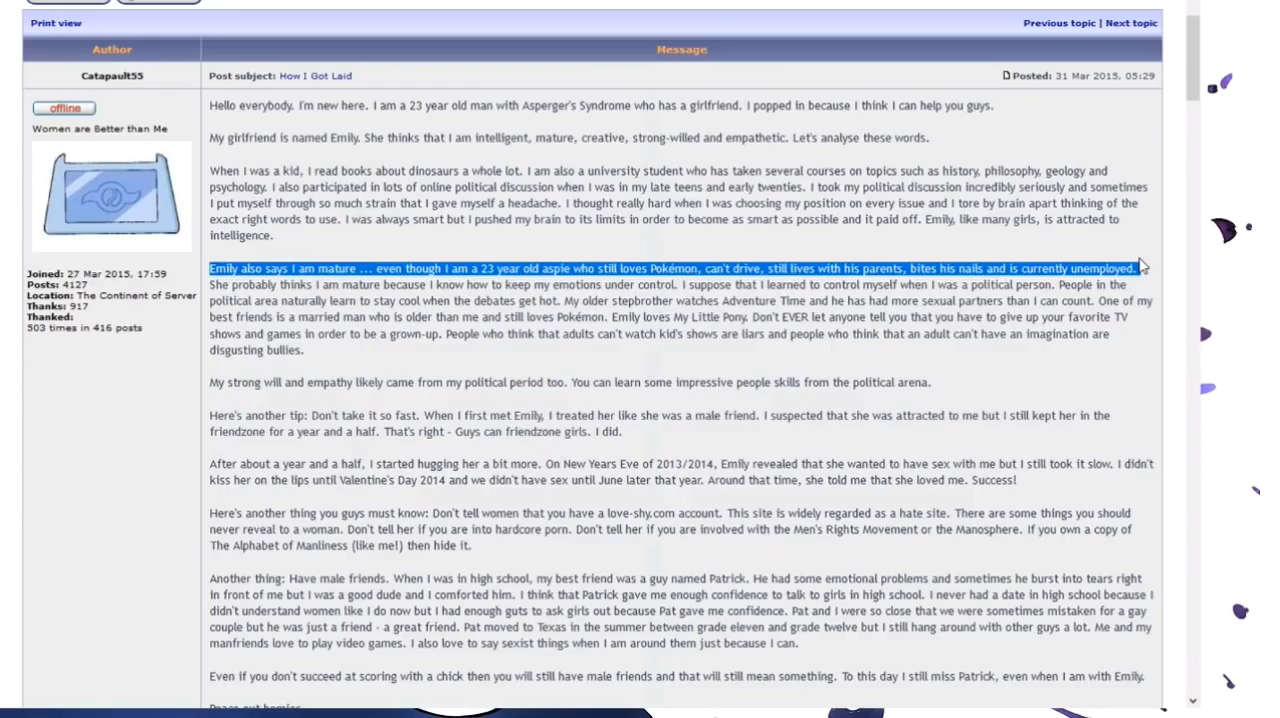 Print view
Previous topic | Next topic
Author
Message
Catapault55
Post subject: How I Got Laid
Posted: 31 Mar 2015, 05:29
offline
Women are Better than Me
Joined: 27 Mar 2015, 17:59
Posts: 4127
Location: The Continent of Server
Thanks: 917
Thanked:
503 times in 416 posts
Hello everybody. I'm new here. I am a 23 year old man with Asperger's Syndrome who has a girlfriend. I popped in because I think I can help you guys.
My girlfriend is named Emily. She thinks that I am intelligent, mature, creative, strong-willed and empathetic. Let's analyse these words.
When I was a kid, I read books about dinosaurs a whole lot. I am also a university student who has taken several courses on topics such as history, philosophy, geology and
psychology. I also participated in lots of online political discussion when I was in my late teens and early twenties. I took my political discussion incredibly seriously and sometimes
I put myself through so much strain that I gave myself a headache. I thought really hard when I was choosing my position on every issue and I tore by brain apart thinking of the
exact right words to use. I was always smart but I pushed my brain to its limits in order to become as smart as possible and it paid off. Emily, like many girls, is attracted to
intelligence.
Emily also says I am mature ... even though I am a 23 year old aspie who still loves Pokémon, can't drive, still lives with his parents, bites his nails and is currently unemployed.
She probably thinks I am mature because I know how to keep my emotions under control. I suppose that I learned to control myself when I was a political person. People in the
political area naturally learn to stay cool when the debates get hot. My older stepbrother watches Adventure Time and he has had more sexual partners than I can count. One of my
best friends is a married man who is older than me and still loves Pokémon. Emily loves My Little Pony. Don't EVER let anyone tell you that you have to give up your favorite TV
shows and games in order to be a grown-up. People who think that adults can't watch kid's shows are liars and people who think that an adult can't have an imagination are
disgusting bullies.
My strong will and empathy likely came from my political period too. You can learn some impressive people skills from the political arena.
Here's another tip: Don't take it so fast. When I first met Emily, I treated her like she was a male friend. I suspected that she was attracted to me but I still kept her in the
friendzone for a year and a half. That's right - Guys can friendzone girls. I did.
After about a year and a half, I started hugging her a bit more. On New Years Eve of 2013/2014, Emily revealed that she wanted to have sex with me but I still took it slow. I didn't
kiss her on the lips until Valentine's Day 2014 and we didn't have sex until June later that year. Around that time, she told me that she loved me. Success!
Here's another thing you guys must know: Don't tell women that you have a love-shy.com account. This site is widely regarded as a hate site. There are some things you should
never reveal to a woman. Don't tell her if you are into hardcore porn. Don't tell her if you are involved with the Men's Rights Movement or the Manosphere. If you own a copy of
The Alphabet of Manliness (like me!) then hide it.
Another thing: Have male friends. When I was in high school, my best friend was a guy named Patrick. He had some emotional problems and sometimes he burst into tears right
in front of me but I was a good dude and I comforted him. I think that Patrick gave me enough confidence to talk to girls in high school. I never had a date in high school because I
didn't understand women like I do now but I had enough guts to ask girls out because Pat gave me confidence. Pat and I were so close that we were sometimes mistaken for a gay
couple but he was just a friend - a great friend. Pat moved to Texas in the summer between grade eleven and grade twelve but I still hang around with other guys a lot. Me and my
manfriends love to play video games. I also love to say sexist things when I am around them just because I can.
Even if you don't succeed at scoring with a chick then you will still have male friends and that will still mean something. To this day I still miss Patrick, even when I am with Emily.